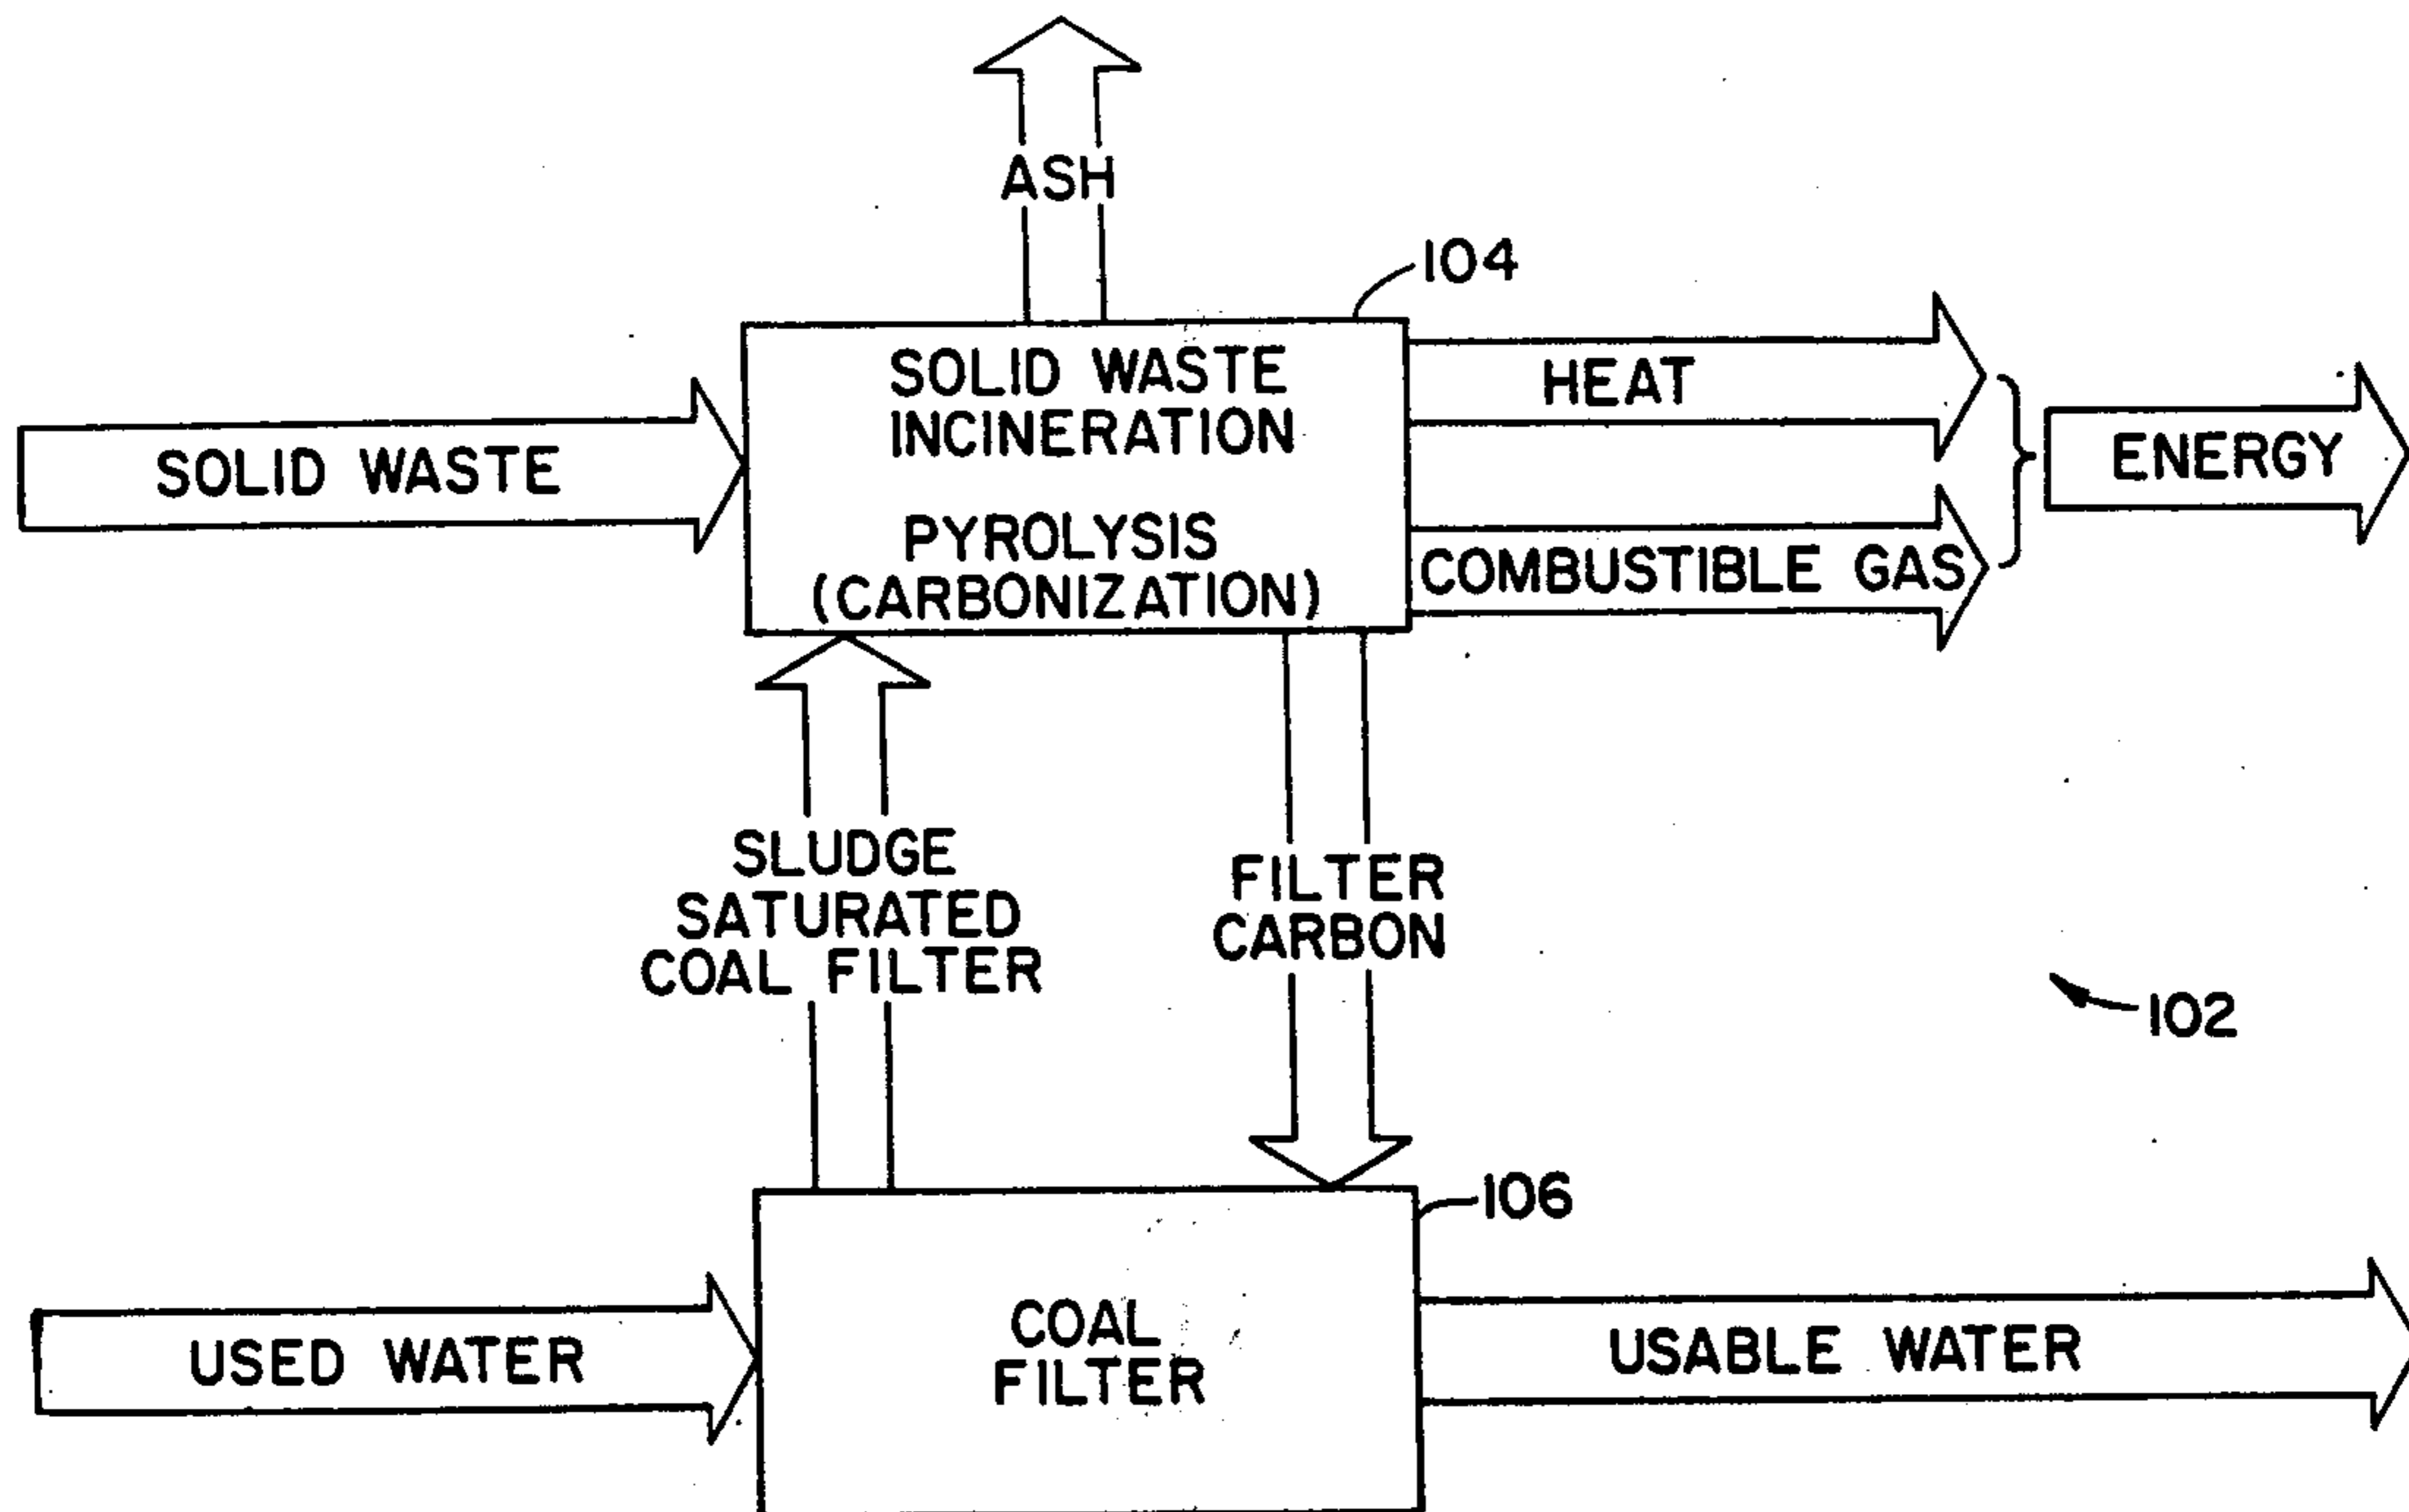 ASH
104
SOLID WASTE
SOLID WASTE
INCINERATION
PYROLYSIS
(CARBONIZATION)
HEAT
COMBUSTIBLE GAS
ENERGY
SLUDGE
SATURATED
COAL FILTER
FILTER
CARBON
102
106
USED WATER
COAL
FILTER
USABLE WATER